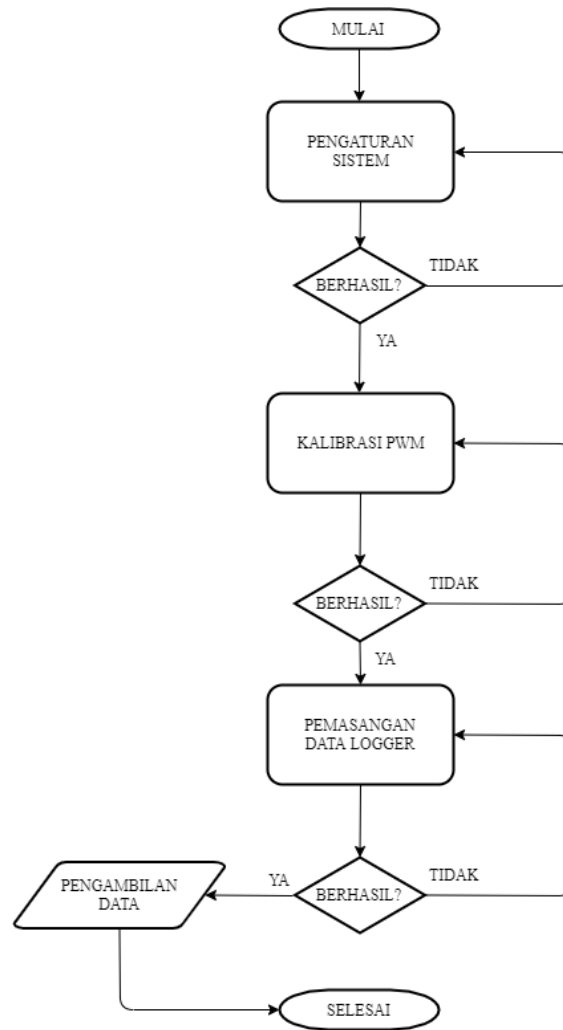 MULAI
PENGATURAN
SISTEM
BERHASIL?
TIDAK
YA
KALIBRASI PWM
BERHASIL?
TIDAK
YA
PEMASANGAN
DATA LOGGER
BERHASIL?
TIDAK
YA
PENGAMBILAN
DATA
SELESAI